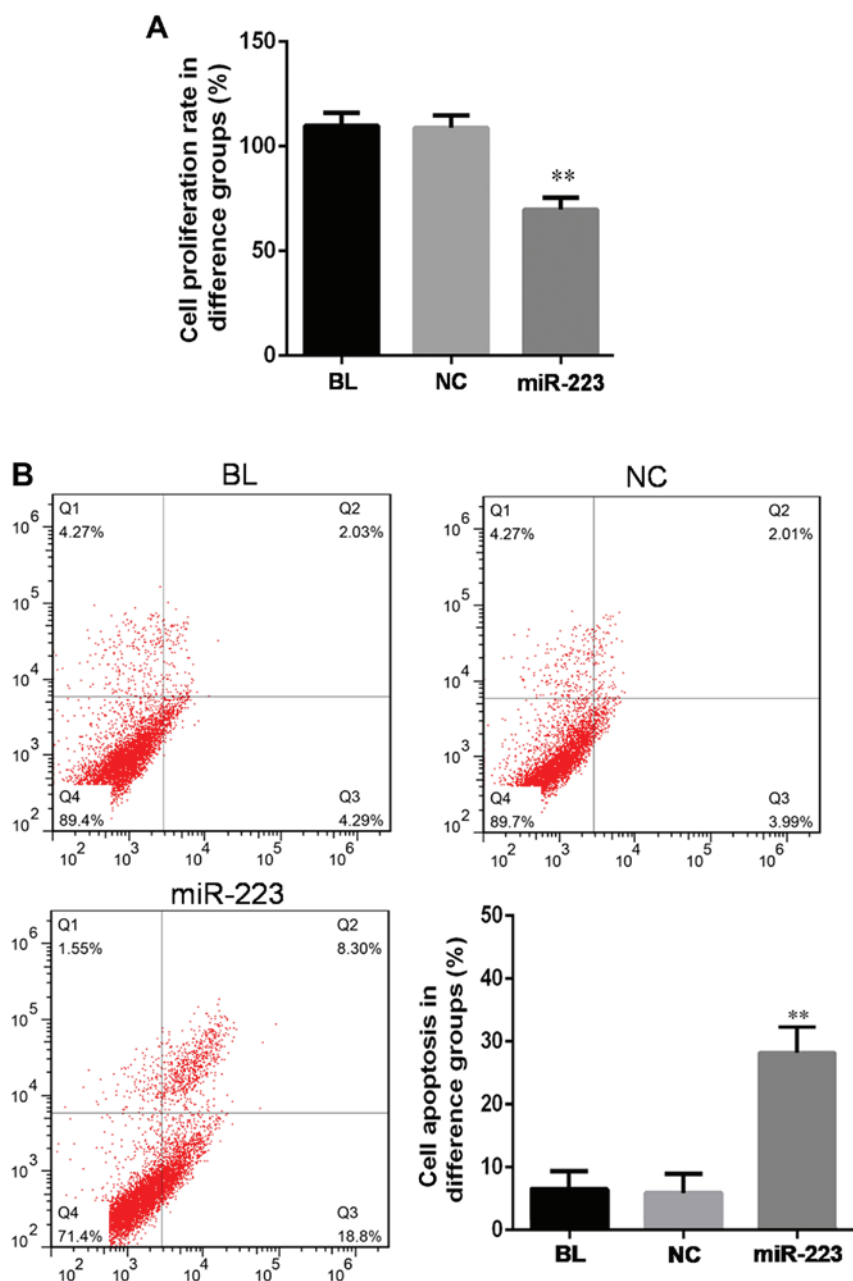 A
Cell proliferation rate in
difference groups (%)
150
100
50
0
**
BL NC miR-223
B
BL
Q1 Q2
4.27% 2.03%
10^6
10^5
10^4
10^3
10^2
Q4 Q3
89.4% 4.29%
10^2 10^3 10^4 10^5 10^6
NC
Q1 Q2
4.27% 2.01%
10^6
10^5
10^4
10^3
10^2
Q4 Q3
89.7% 3.99%
10^2 10^3 10^4 10^5 10^6
miR-223
Q1 Q2
1.55% 8.30%
10^6
10^5
10^4
10^3
10^2
Q4 Q3
71.4% 18.8%
10^2 10^3 10^4 10^5 10^6
Cell apoptosis in
difference groups (%)
50
40
30
20
10
0
**
BL NC miR-223